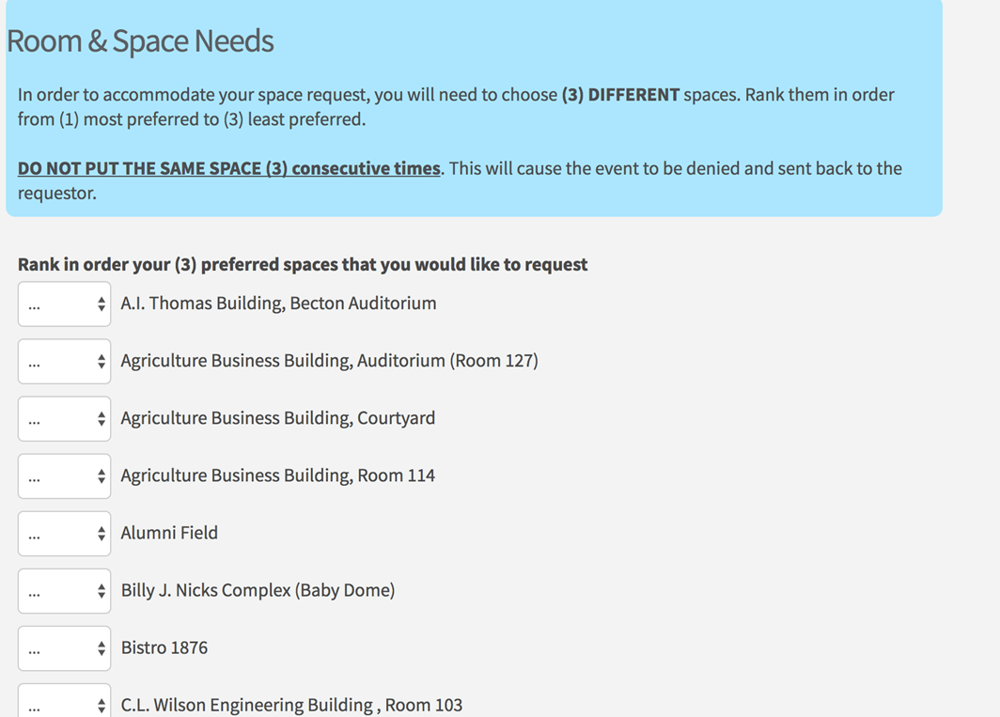 Room & Space Needs
In order to accommodate your space request, you will need to choose (3) DIFFERENT spaces. Rank them in order
from (1) most preferred to (3) least preferred.
DO NOT PUT THE SAME SPACE (3) consecutive times. This will cause the event to be denied and sent back to the
requestor.
Rank in order your (3) preferred spaces that you would like to request
... A.I. Thomas Building, Becton Auditorium
... Agriculture Business Building, Auditorium (Room 127)
... Agriculture Business Building, Courtyard
... Agriculture Business Building, Room 114
... Alumni Field
... Billy J. Nicks Complex (Baby Dome)
... Bistro 1876
... C.L. Wilson Engineering Building , Room 103